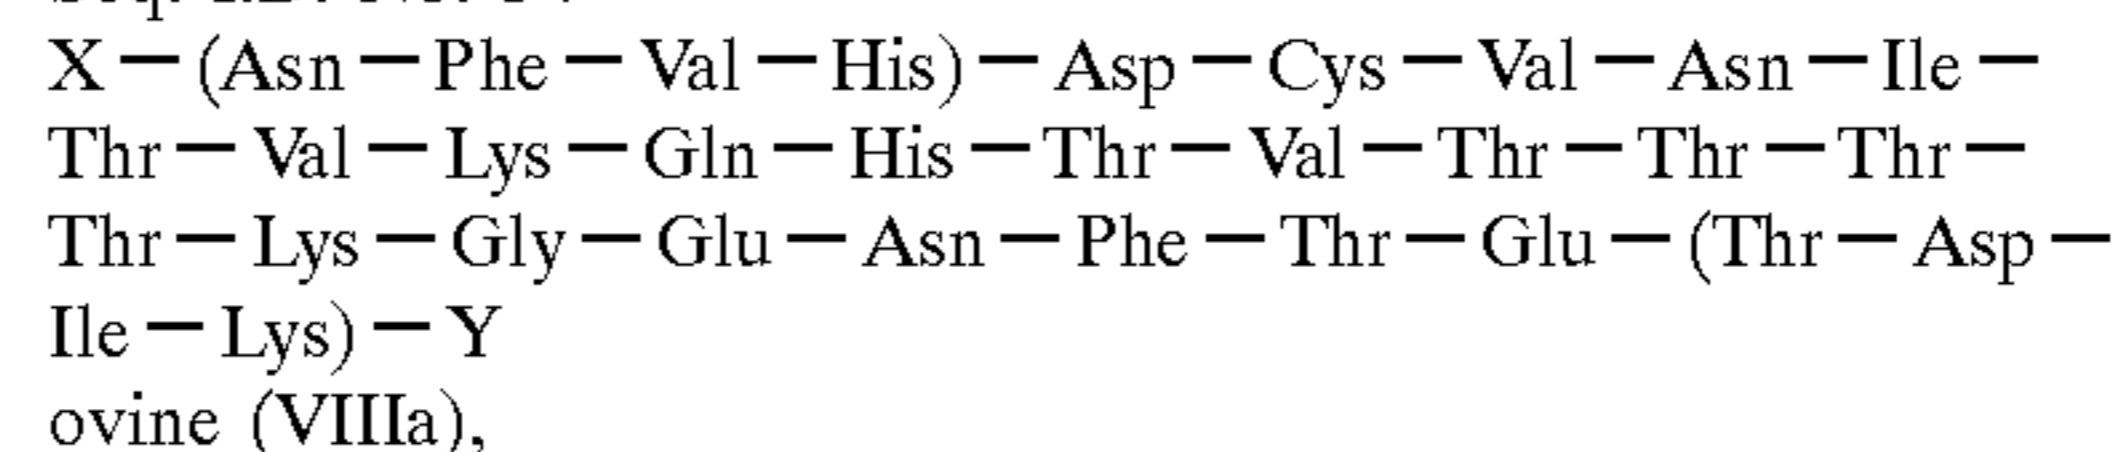 X — (Asn — Phe — Val — His) — Asp — Cys — Val — Asn — Ile —
Thr — Val — Lys — Gln — His — Thr — Val — Thr — Thr — Thr —
Thr — Lys — Gly — Glu — Asn — Phe — Thr — Glu — (Thr — Asp —
Ile — Lys) — Y
ovine (VIIIa),